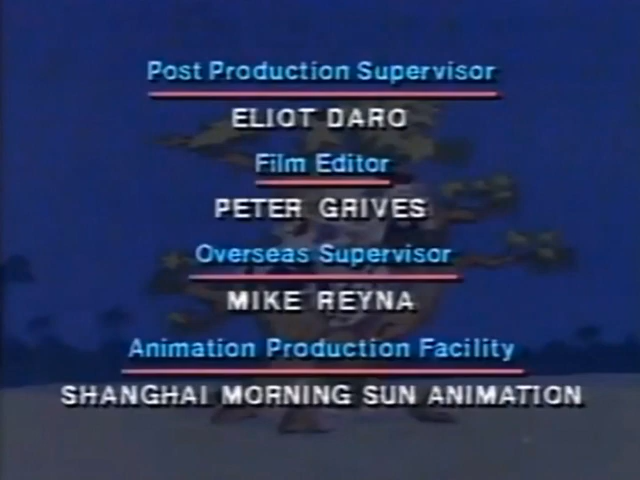 Post Production Supervisor
ELIOT DARO
Film Editor
PETER GRIVES
Overseas Supervisor
MIKE REYNA
Animation Production Facility
SHANGHAI MORNING SUN ANIMATION